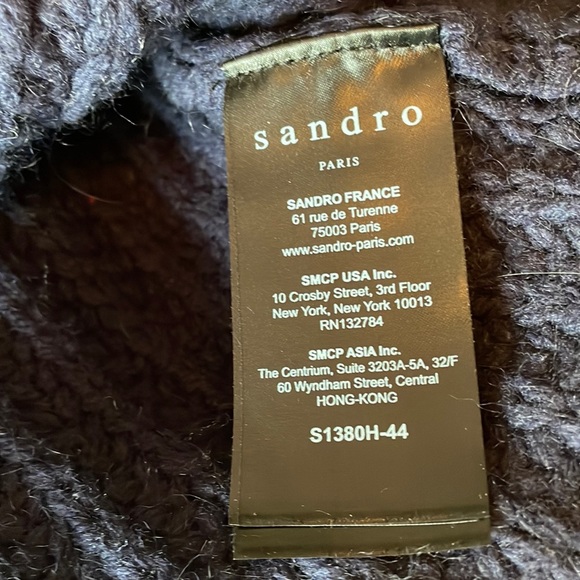 sandro
PARIS
SANDRO FRANCE
61 rue de Turenne
75003 Paris
www.sandro-paris.com
SMCP USA Inc.
10 Crosby Street, 3rd Floor
New York, New York 10013
RN132784
SMCP ASIA Inc.
The Centrium, Suite 3203A-5A, 32/F
60 Wyndham Street, Central
HONG-KONG
S1380H-44